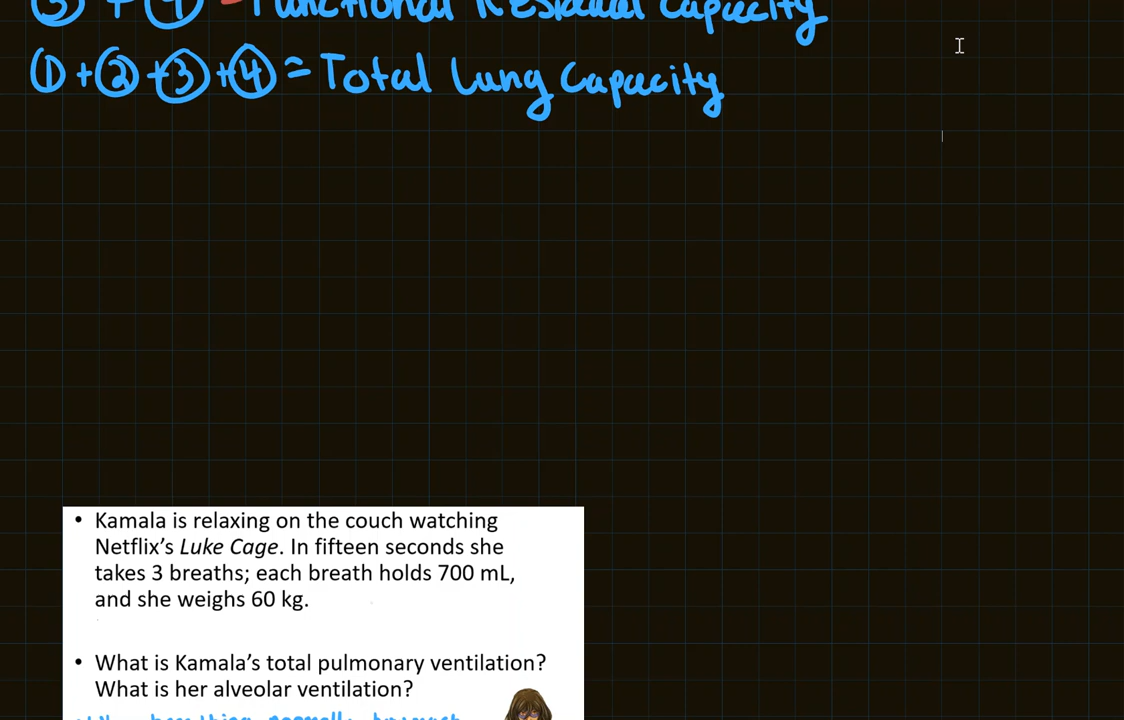 ③ + ④ = Functional Residual Capacity
① + ② + ③ + ④ = Total Lung Capacity
• Kamala is relaxing on the couch watching
Netflix’s Luke Cage. In fifteen seconds she
takes 3 breaths; each breath holds 700 mL,
and she weighs 60 kg.
• What is Kamala’s total pulmonary ventilation?
What is her alveolar ventilation?
breathing normally